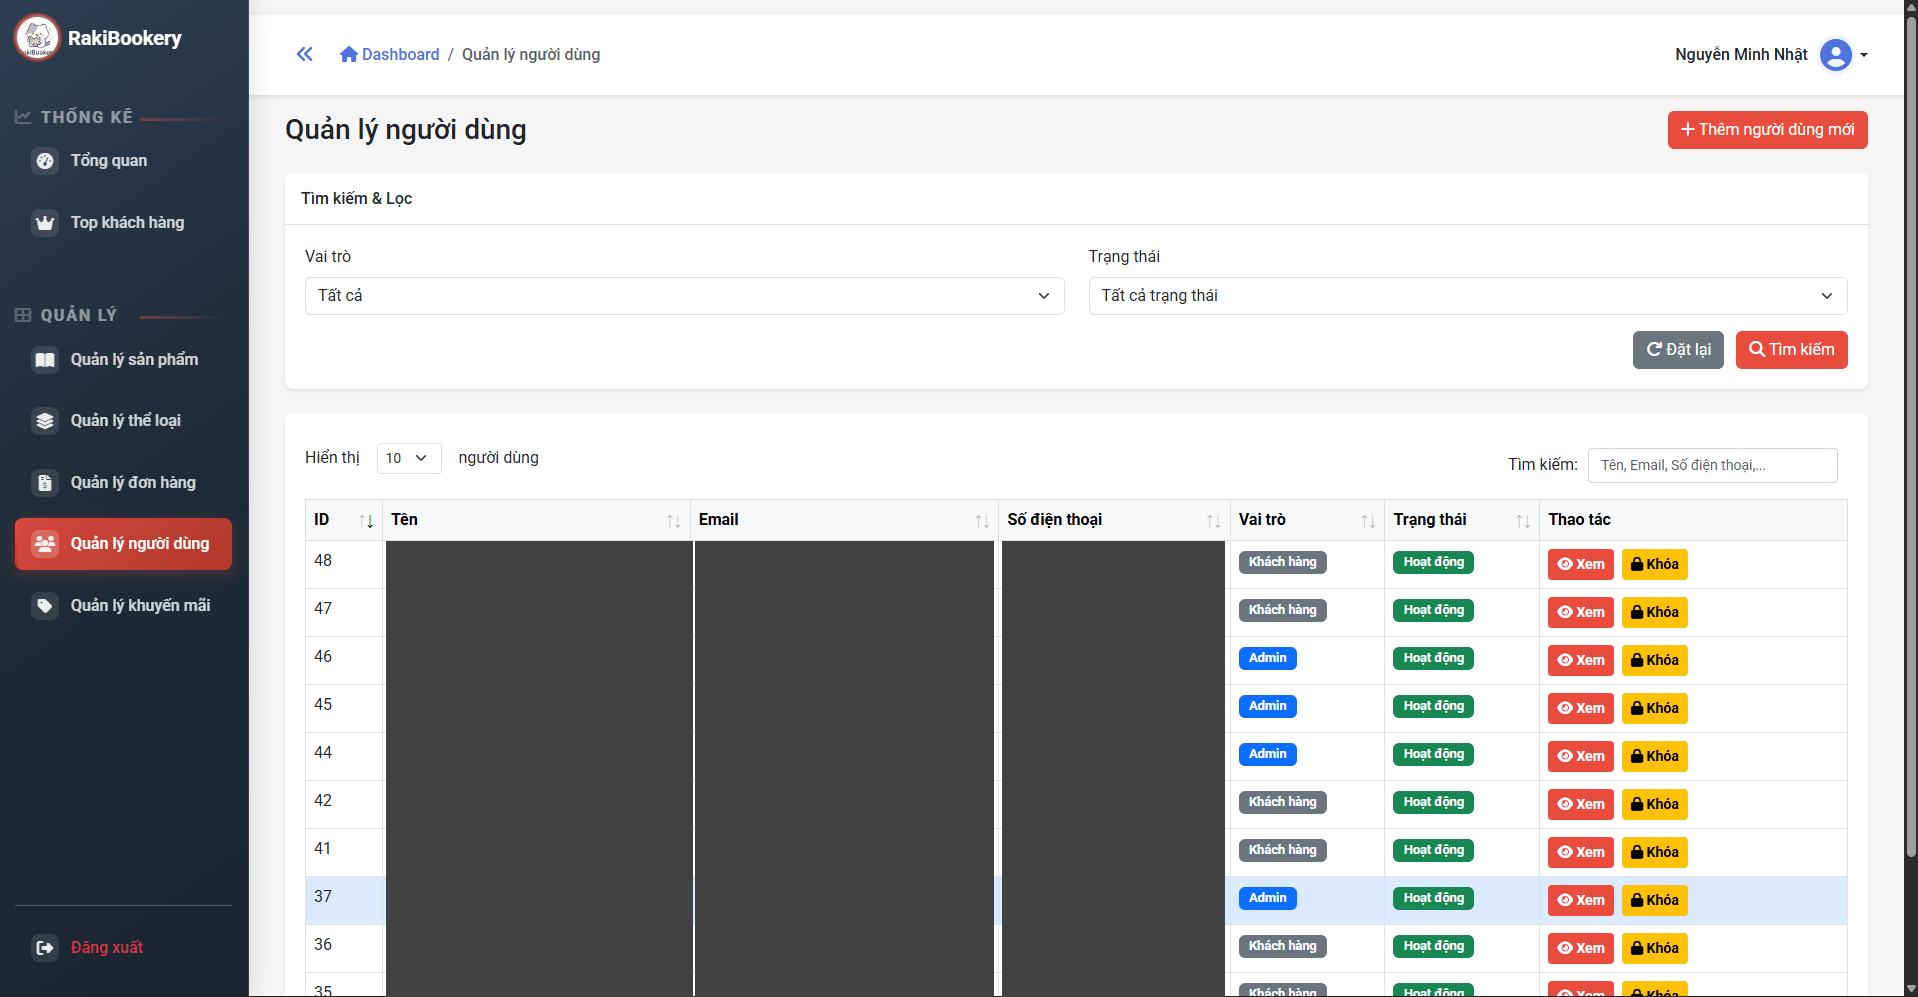 RakiBookery
THỐNG KÊ
Tổng quan
Top khách hàng
QUẢN LÝ
Quản lý sản phẩm
Quản lý thể loại
Quản lý đơn hàng
Quản lý người dùng
Quản lý khuyến mãi
Đăng xuất
Dashboard / Quản lý người dùng
Nguyễn Minh Nhật
Quản lý người dùng
Thêm người dùng mới
Tìm kiếm & Lọc
Vai trò
Trạng thái
Tất cả
Tất cả trạng thái
Đặt lại
Tìm kiếm
Hiển thị 10 người dùng
Tìm kiếm: Tên, Email, Số điện thoại,...
ID Tên Email Số điện thoại Vai trò Trạng thái Thao tác
48 Khách hàng Hoạt động Xem Khóa
47 Khách hàng Hoạt động Xem Khóa
46 Admin Hoạt động Xem Khóa
45 Admin Hoạt động Xem Khóa
44 Admin Hoạt động Xem Khóa
42 Khách hàng Hoạt động Xem Khóa
41 Khách hàng Hoạt động Xem Khóa
37 Admin Hoạt động Xem Khóa
36 Khách hàng Hoạt động Xem Khóa
35 Khách hàng Hoạt động Xem Khóa